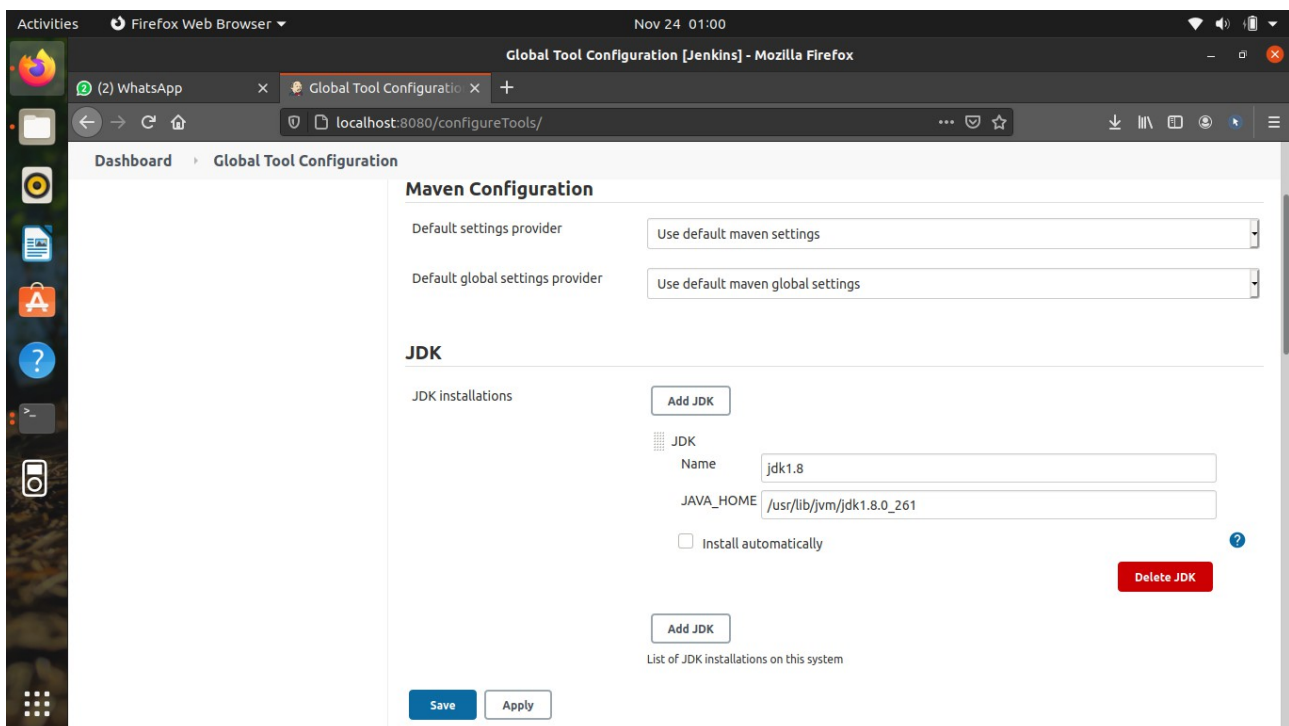 Activities Firefox Web Browser Nov 24 01:00
Global Tool Configuration [Jenkins] - Mozilla Firefox
(2) WhatsApp Global Tool Configuratio
localhost:8080/configureTools/
Dashboard Global Tool Configuration
Maven Configuration
Default settings provider Use default maven settings
Default global settings provider Use default maven global settings
JDK
JDK installations Add JDK
JDK
Name jdk1.8
JAVA_HOME /usr/lib/jvm/jdk1.8.0_261
Install automatically ?
Delete JDK
Add JDK
List of JDK installations on this system
Save Apply